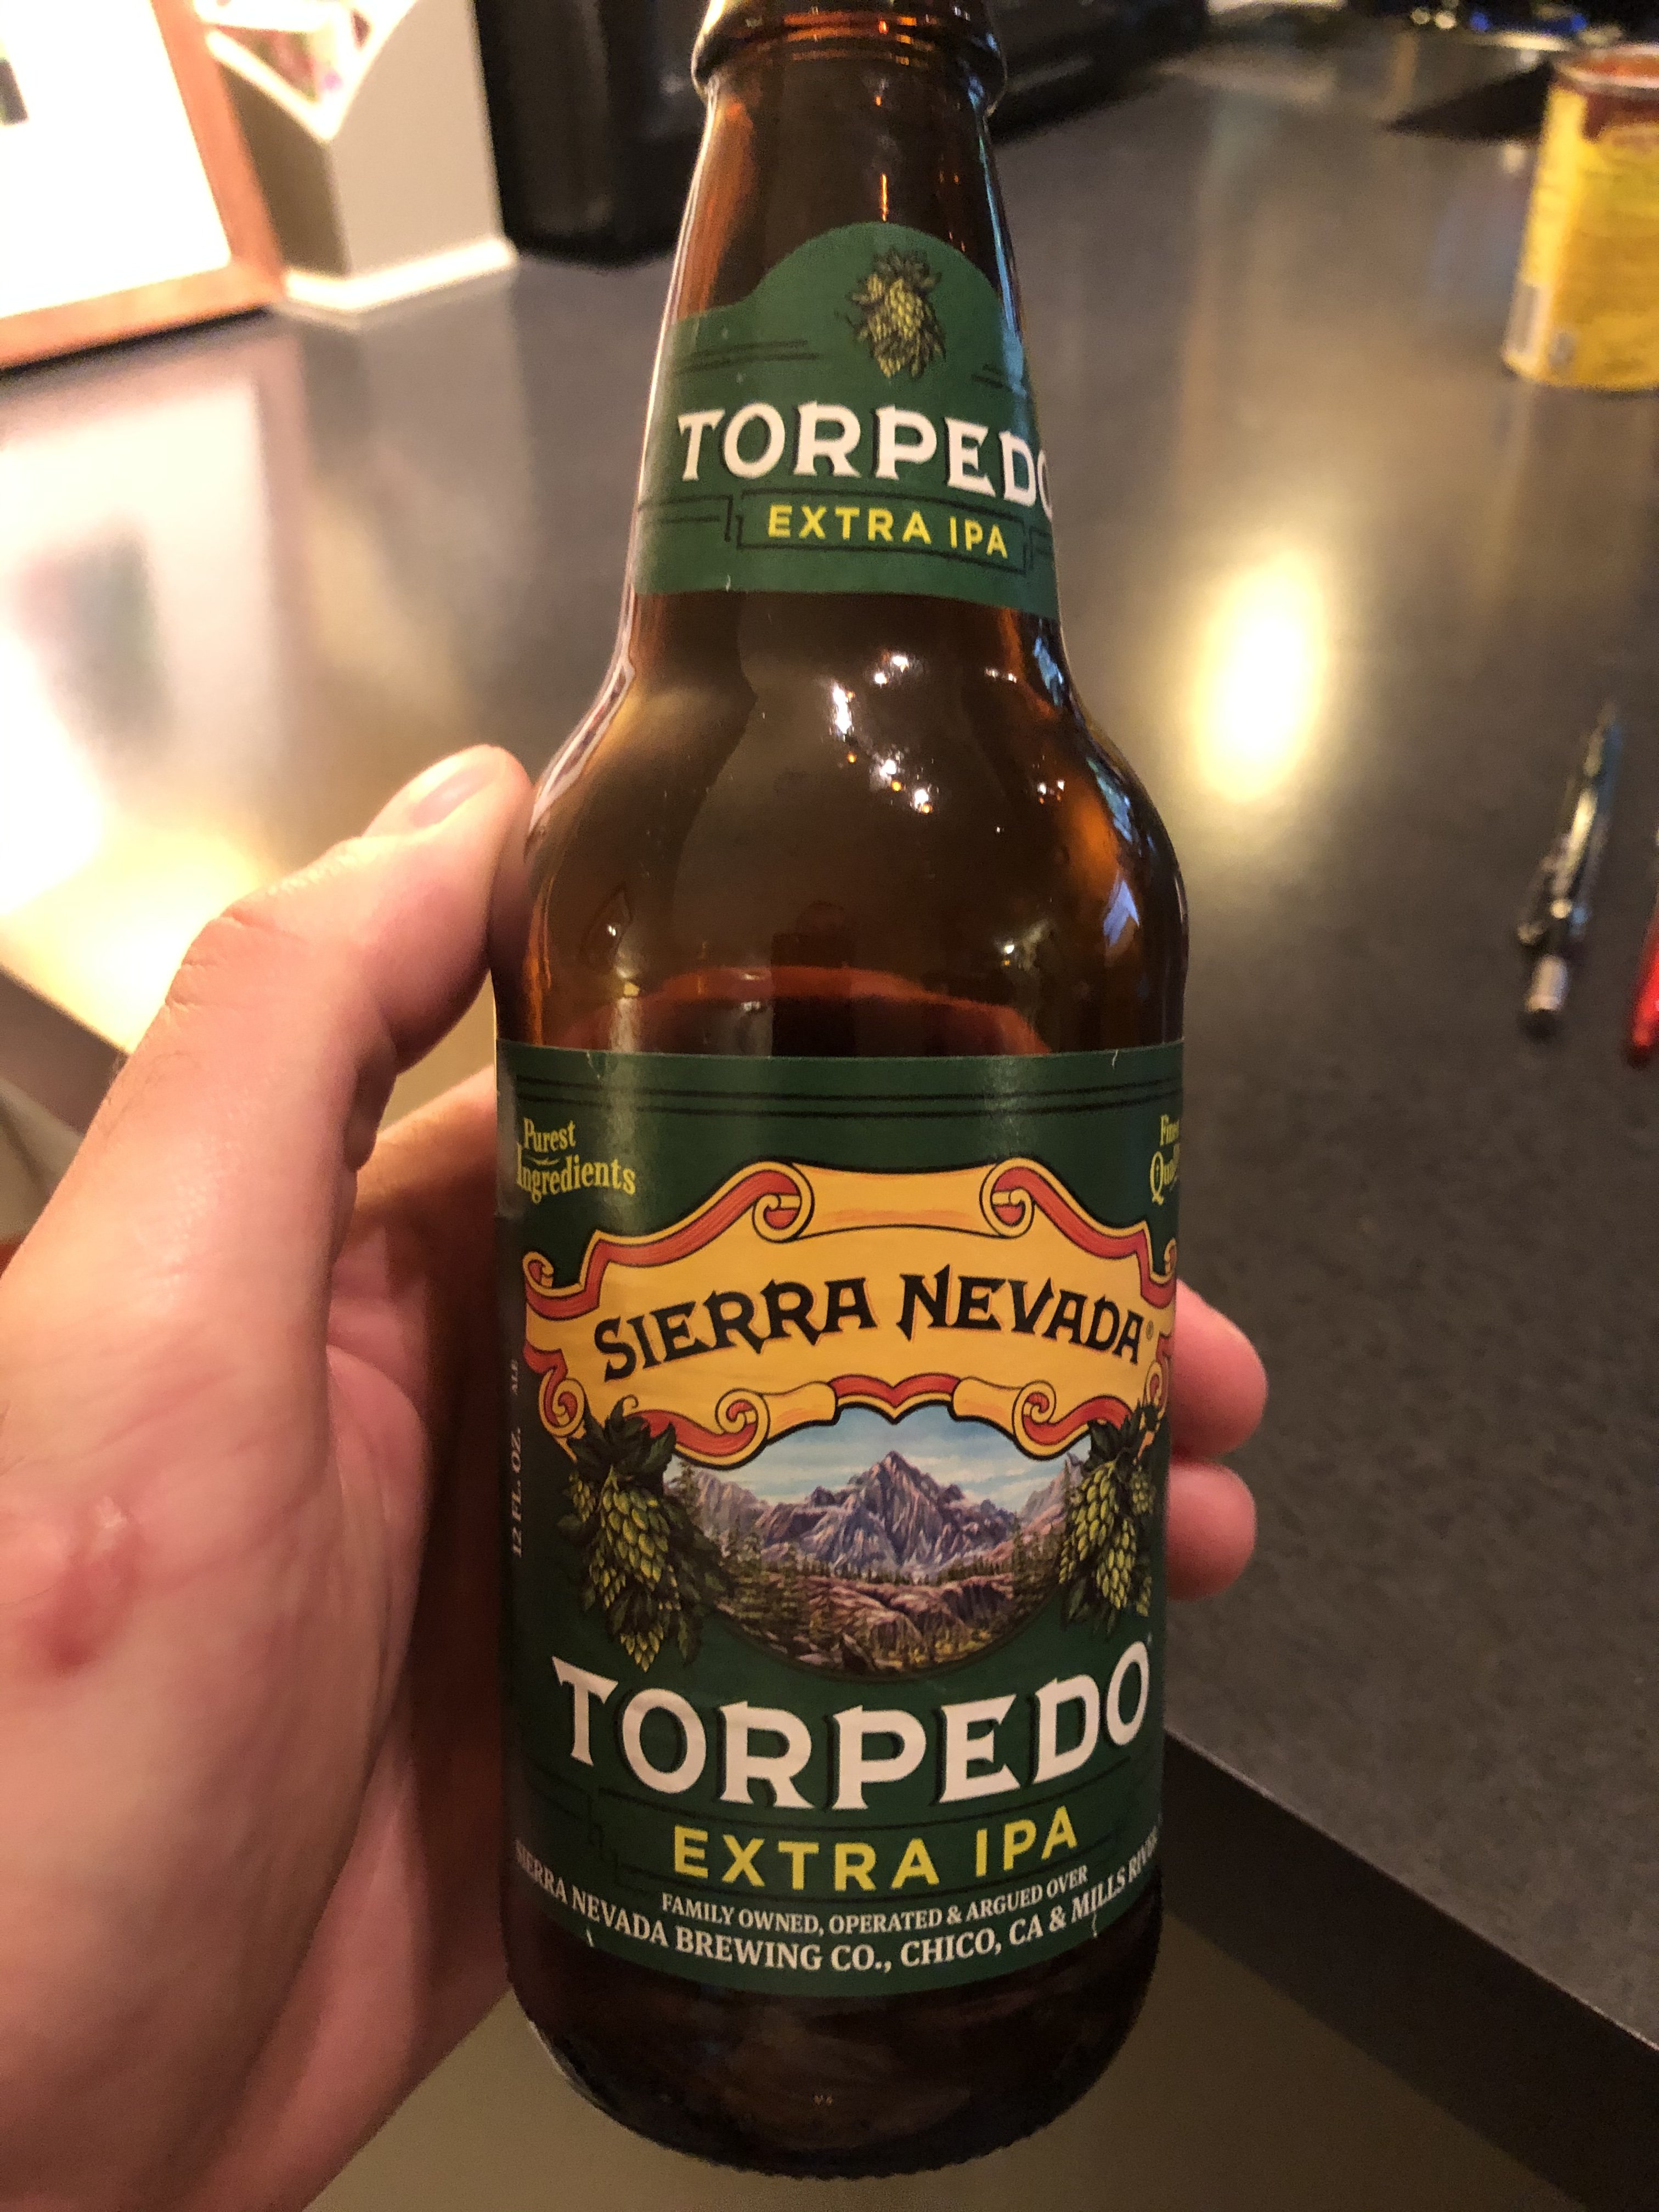 TORPEDO
EXTRA IPA
Purest
Ingredients
SIERRA NEVADA®
12 FL. OZ. ALE
TORPEDO
EXTRA IPA
FAMILY OWNED, OPERATED & ARGUED OVER
SIERRA NEVADA BREWING CO., CHICO, CA & MILLS RIVER